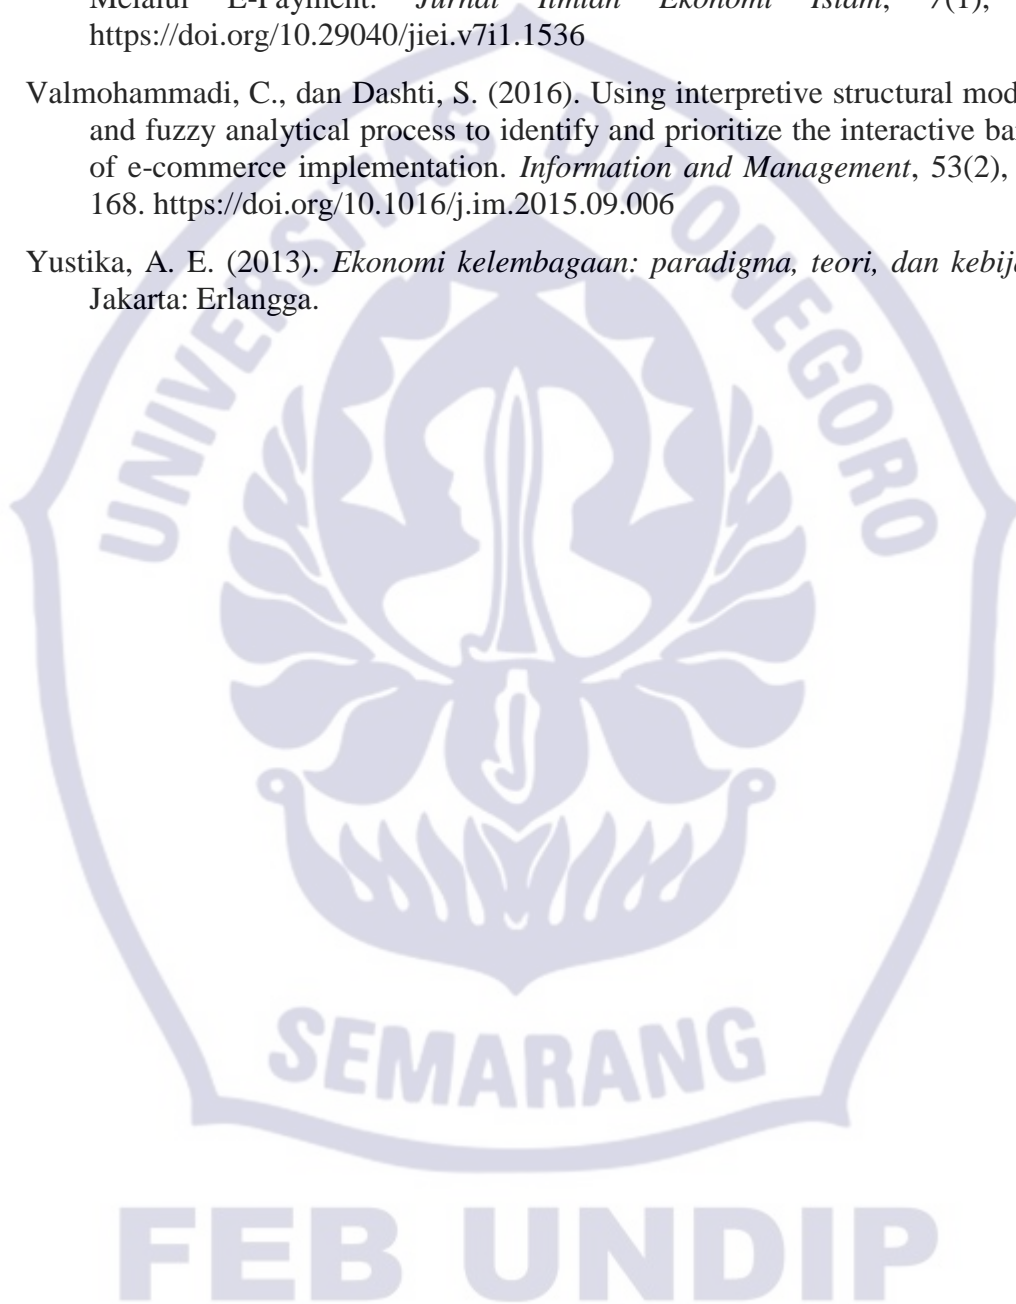 Melalui E-Payment. Jurnal Ilmiah Ekonomi Islam, 7(1),
https://doi.org/10.29040/jiei.v7i1.1536
Valmohammadi, C., dan Dashti, S. (2016). Using interpretive structural
and fuzzy analytical process to identify and prioritize the interactive
of e-commerce implementation. Information and Management, 53(2),
168. https://doi.org/10.1016/j.im.2015.09.006
Yustika, A. E. (2013). Ekonomi kelembagaan: paradigma, teori, dan
Jakarta: Erlangga.
UNIVERSITAS DIPONEGORO
SEMARANG
FEB UNDIP